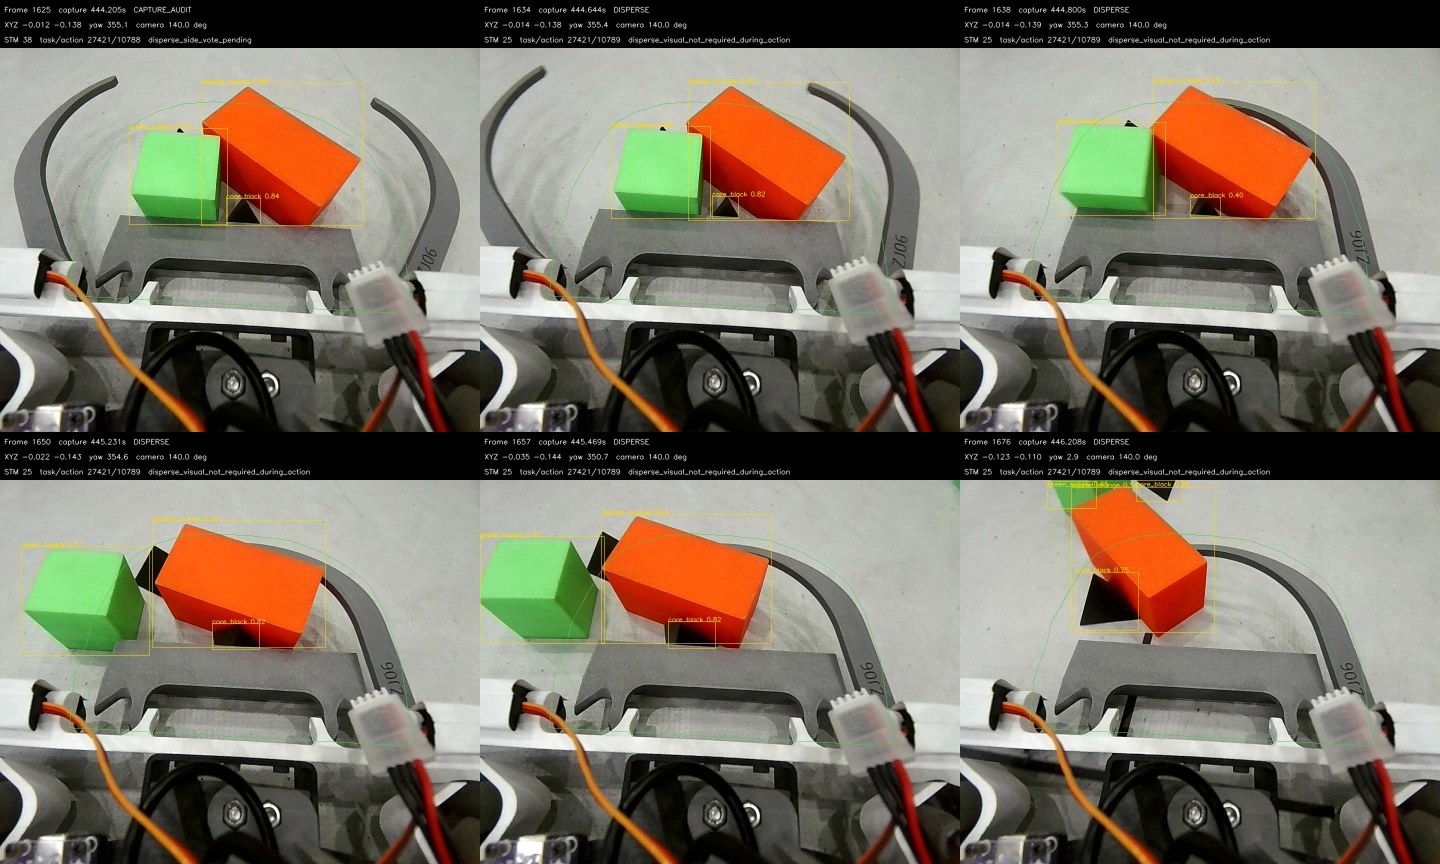 Frame 1625 capture 444.205s CAPTURE_AUDIT
XYZ -0.012 -0.138 yaw 355.1 camera 140.0 deg
STM 38 task/action 27421/10788 disperse_side_vote_pending
core_block 0.84
90FZ
Frame 1634 capture 444.644s DISPERSE
XYZ -0.014 -0.138 yaw 355.4 camera 140.0 deg
STM 25 task/action 27421/10789 disperse_visual_not_required_during_action
core_block 0.82
90FZ
Frame 1638 capture 444.800s DISPERSE
XYZ -0.014 -0.139 yaw 355.3 camera 140.0 deg
STM 25 task/action 27421/10789 disperse_visual_not_required_during_action
core_block 0.40
Frame 1650 capture 445.231s DISPERSE
XYZ -0.022 -0.143 yaw 354.6 camera 140.0 deg
STM 25 task/action 27421/10789 disperse_visual_not_required_during_action
core_block 0.82
Frame 1657 capture 445.469s DISPERSE
XYZ -0.035 -0.144 yaw 350.7 camera 140.0 deg
STM 25 task/action 27421/10789 disperse_visual_not_required_during_action
core_block 0.82
Frame 1676 capture 446.208s DISPERSE
XYZ -0.123 -0.110 yaw 2.9 camera 140.0 deg
STM 25 task/action 27421/10789 disperse_visual_not_required_during_action
core_block 0.75